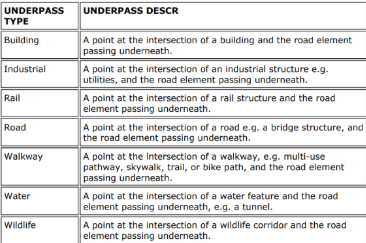 UNDERPASS TYPE
UNDERPASS DESCR
Building
A point at the intersection of a building and the road element
passing underneath.
Industrial
A point at the intersection of an industrial structure e.g.
utilities, and the road element passing underneath.
Rail
A point at the intersection of a rail structure and the road
element passing underneath.
Road
A point at the intersection of a road e.g. a bridge structure, and
the road element passing underneath.
Walkway
A point at the intersection of a walkway, e.g. multi-use
pathway, skywalk, trail, or bike path, and the road element
passing underneath.
Water
A point at the intersection of a water feature and the road
element passing underneath, e.g. a tunnel.
Wildlife
A point at the intersection of a wildlife corridor and the road
element passing underneath.